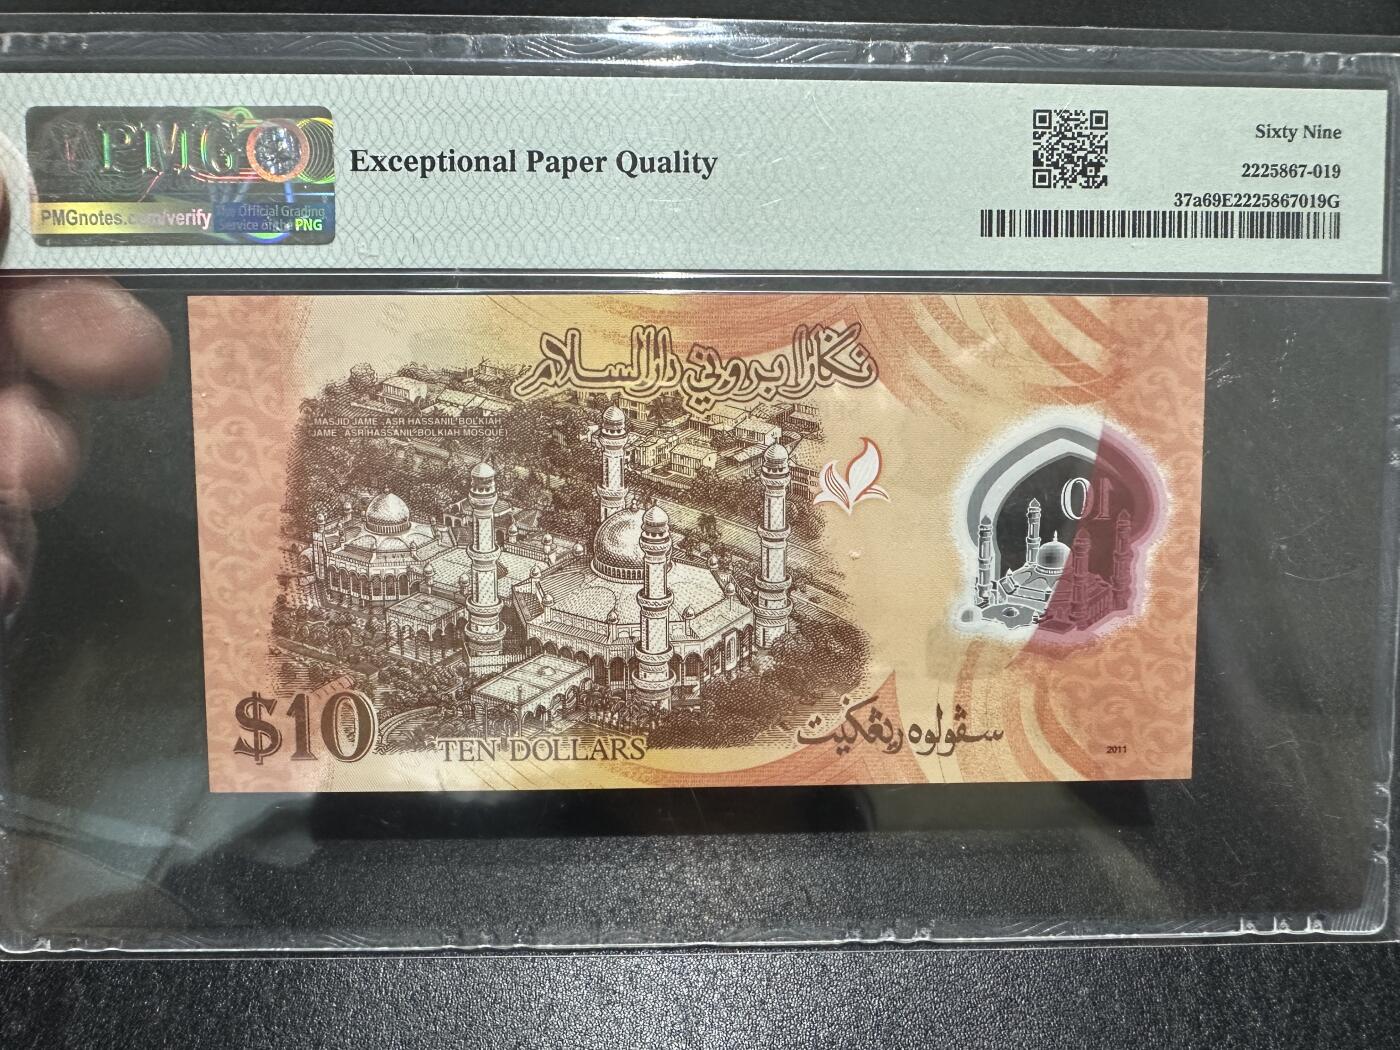 PMG
PMGnotes.com/verify
The Official Grading
Service of the PNG
Exceptional Paper Quality
Sixty Nine
2225867-019
37a69E2225867019G
نݢارا بروني دارالسلام
MASJID JAME 'ASR HASSANIL BOLKIAH
(JAME 'ASR HASSANIL BOLKIAH MOSQUE)
10
$10
TEN DOLLARS
سڤولوه ريڠݢيت
2011